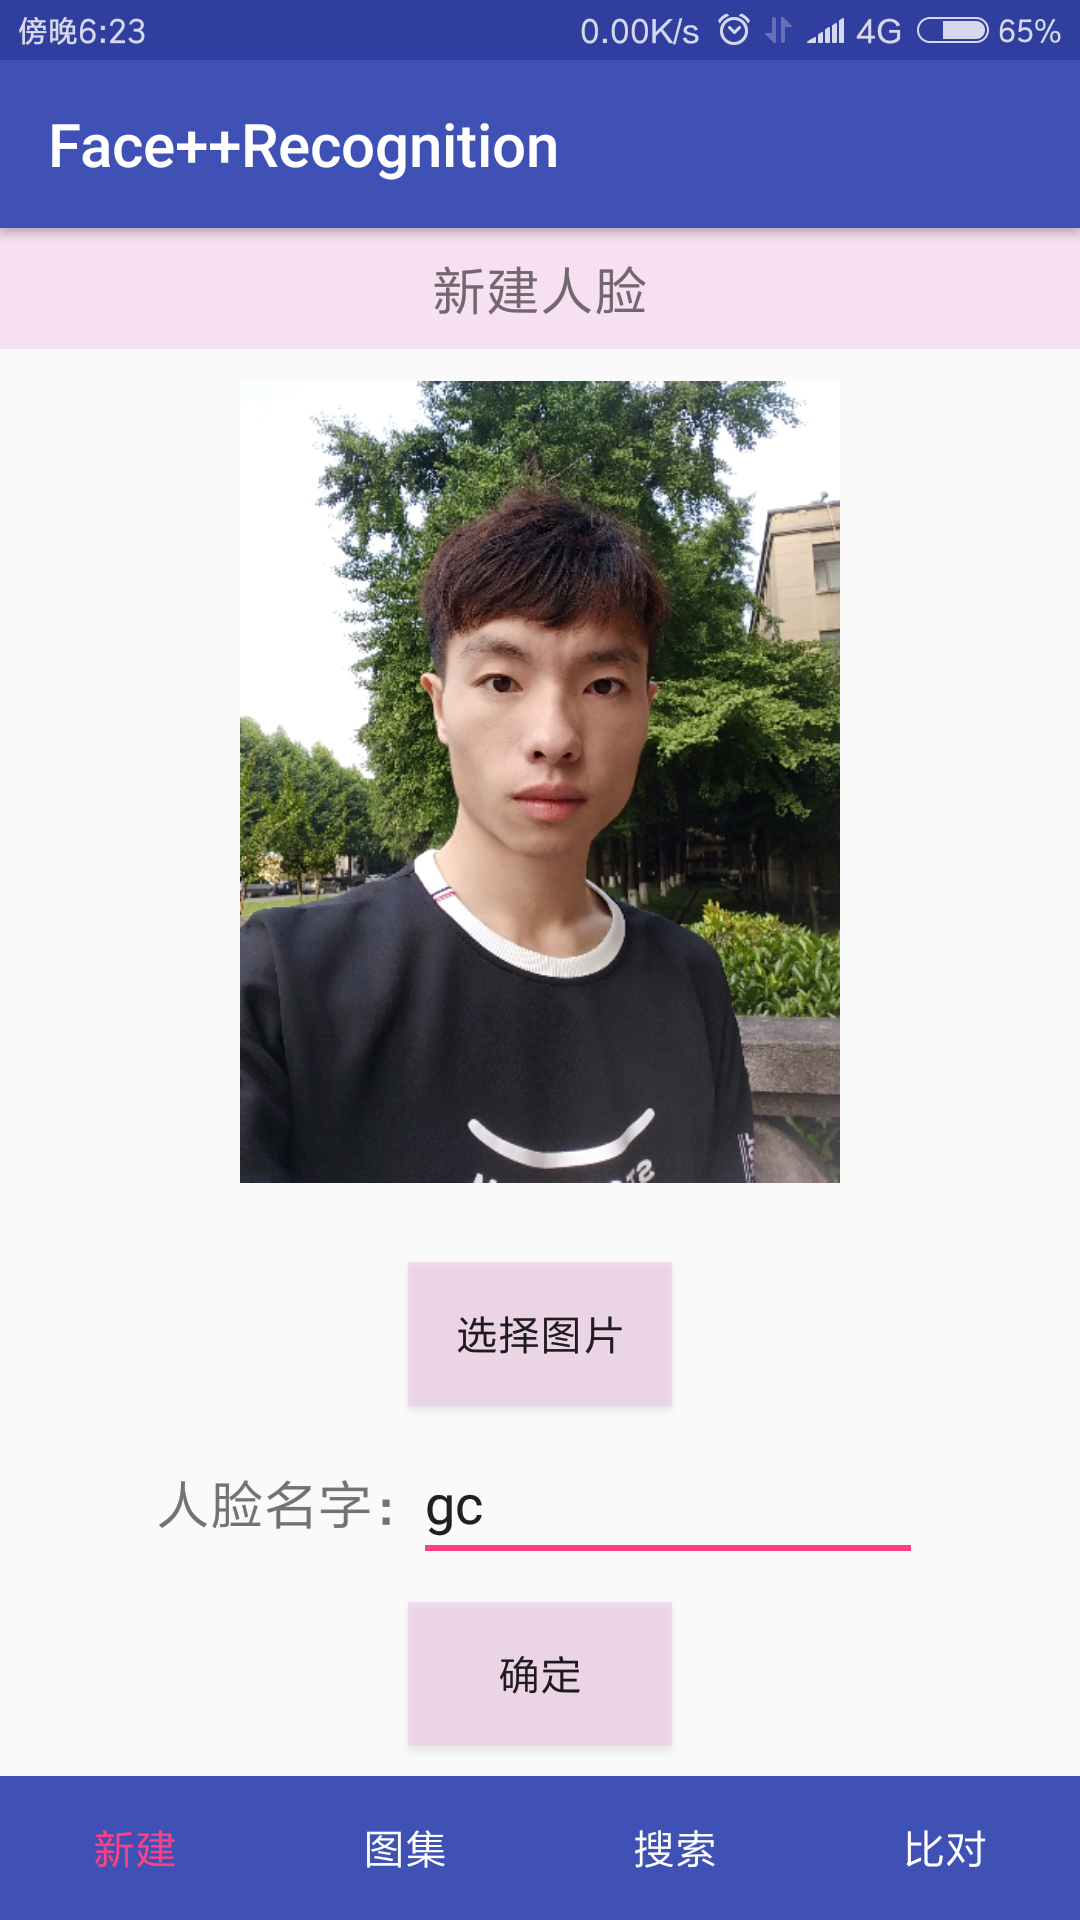 傍晚6:23 0.00K/s 4G 65%
Face++Recognition
新建人脸
选择图片
人脸名字: gc
确定
新建 图集 搜索 比对